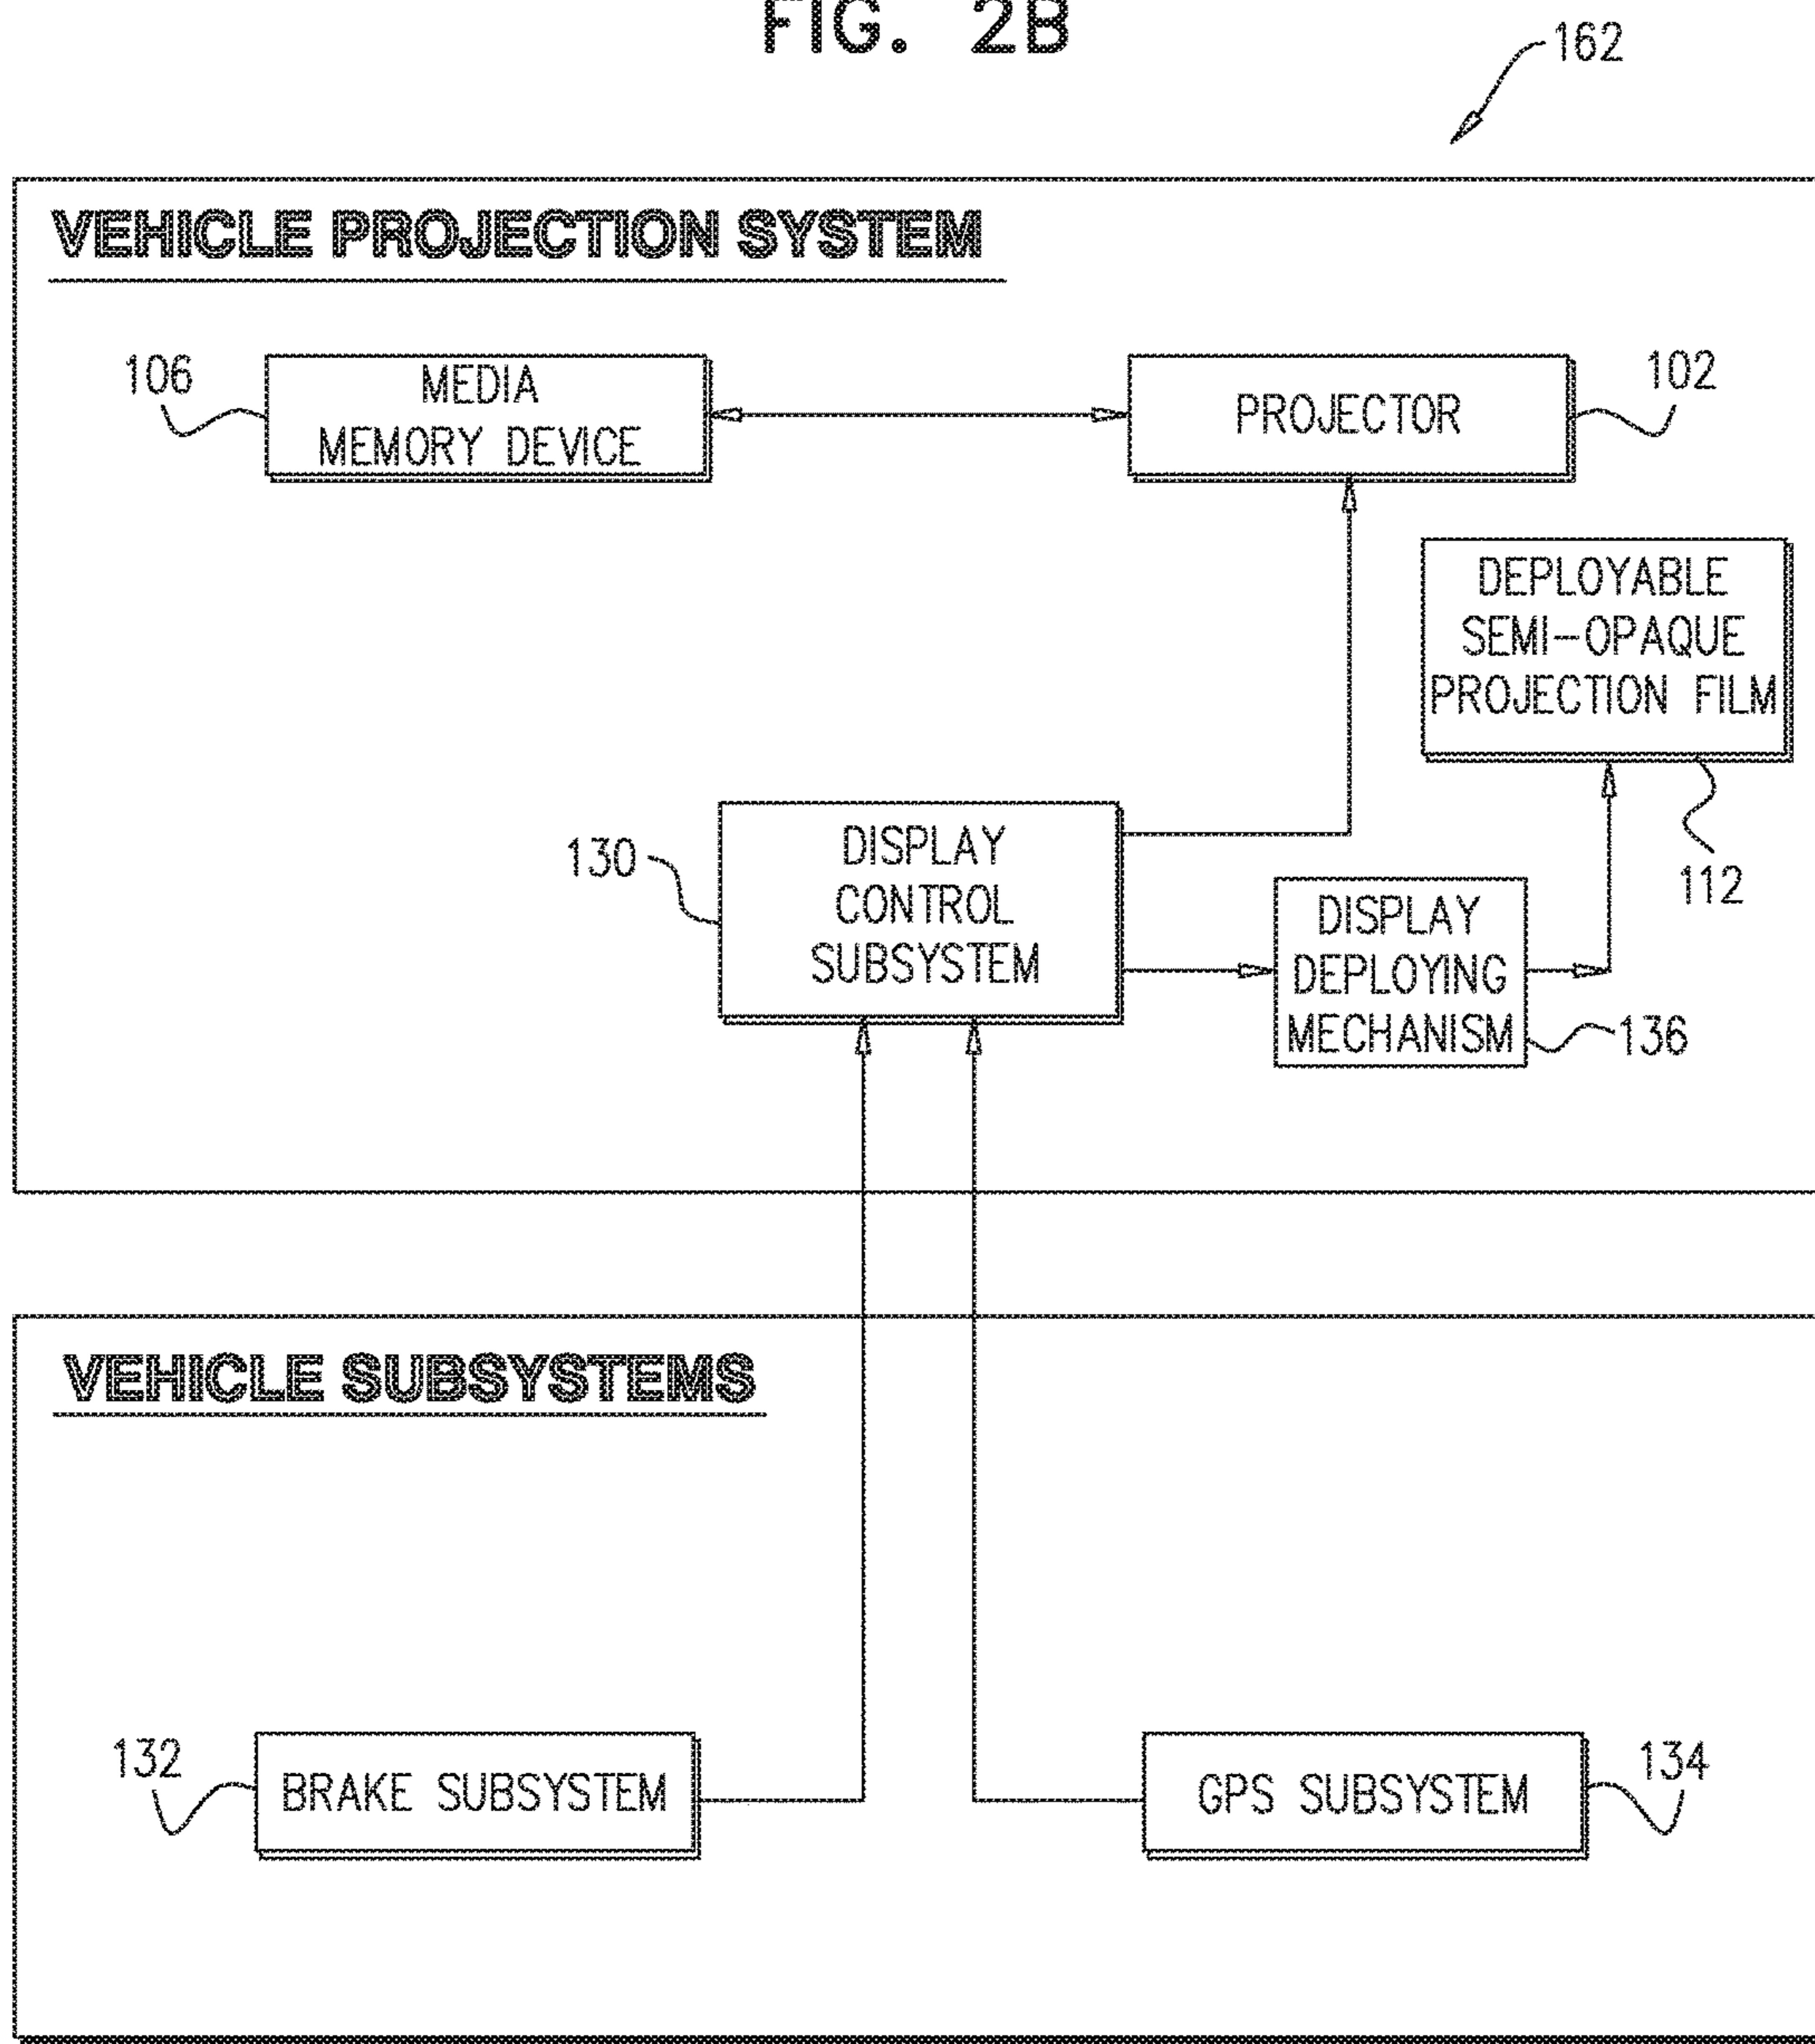 FIG. 2B
162
VEHICLE PROJECTION SYSTEM
106
MEDIA
MEMORY DEVICE
PROJECTOR
102
DEPLOYABLE
SEMI-OPAQUE
PROJECTION FILM
112
130
DISPLAY
CONTROL
SUBSYSTEM
DISPLAY
DEPLOYING
MECHANISM
136
VEHICLE SUBSYSTEMS
132
BRAKE SUBSYSTEM
GPS SUBSYSTEM
134